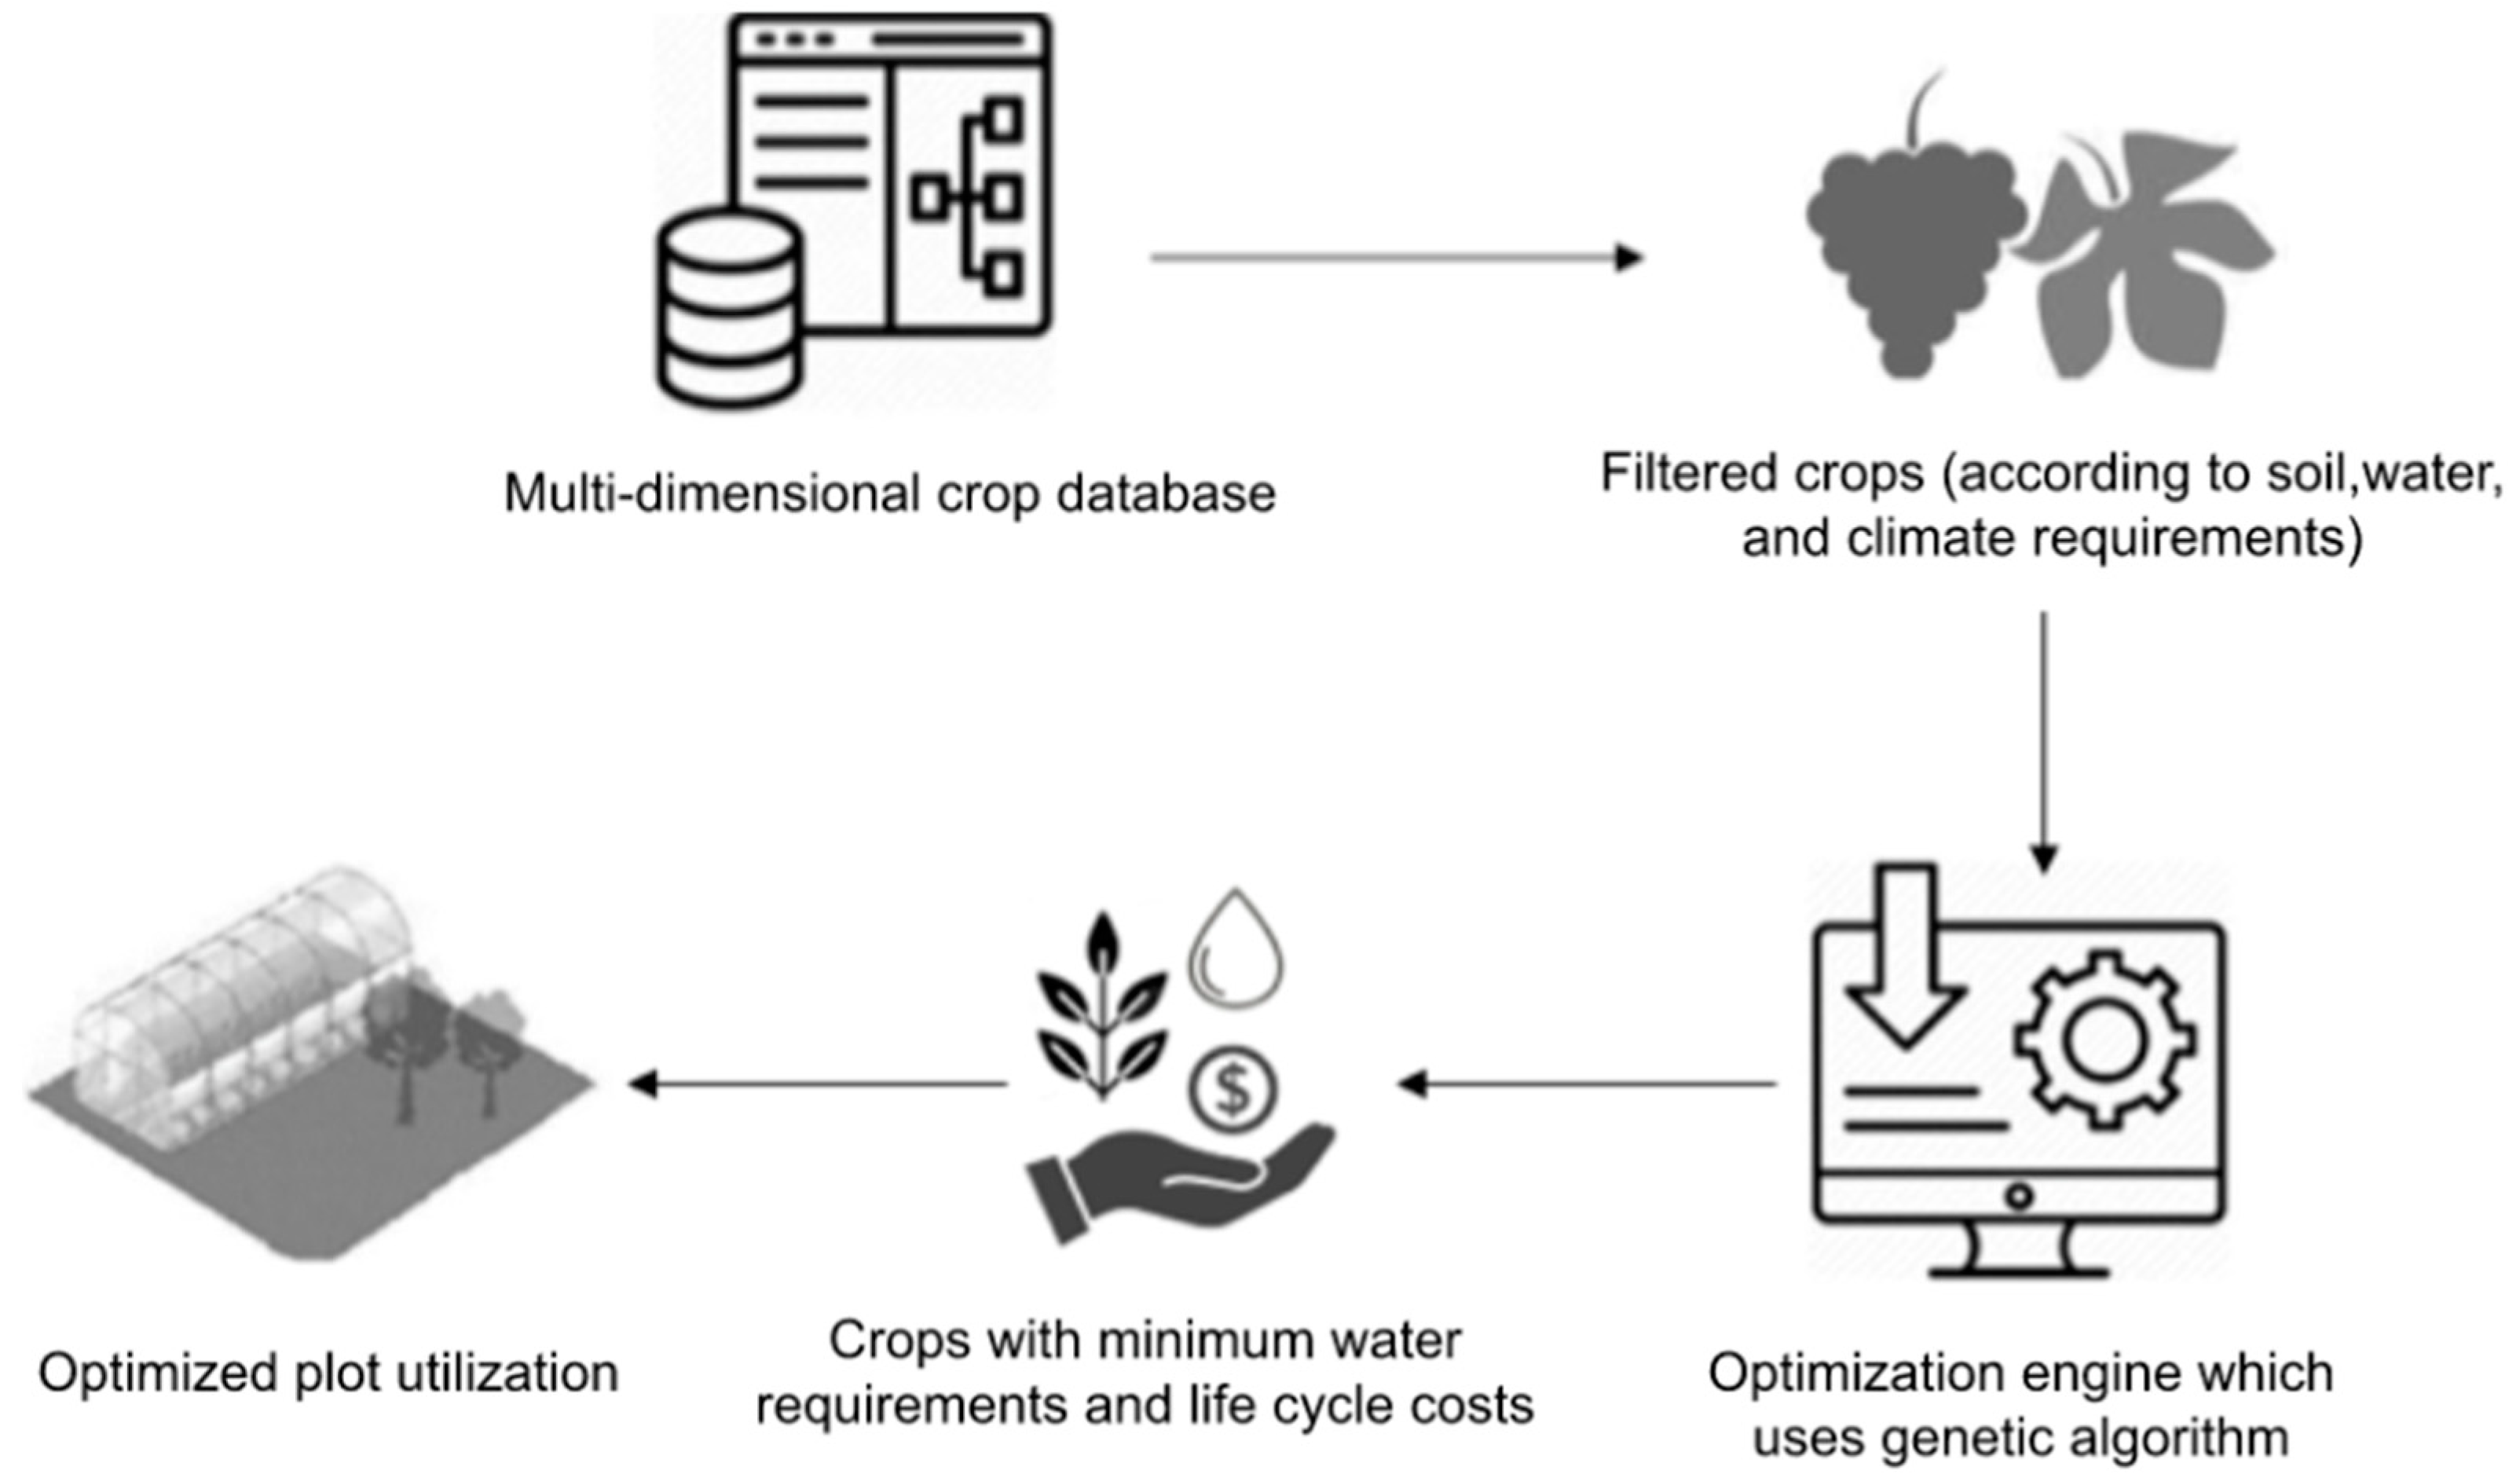 Multi-dimensional crop database
Filtered crops (according to soil,water,
and climate requirements)
Optimized plot utilization
Crops with minimum water
requirements and life cycle costs
Optimization engine which
uses genetic algorithm
$